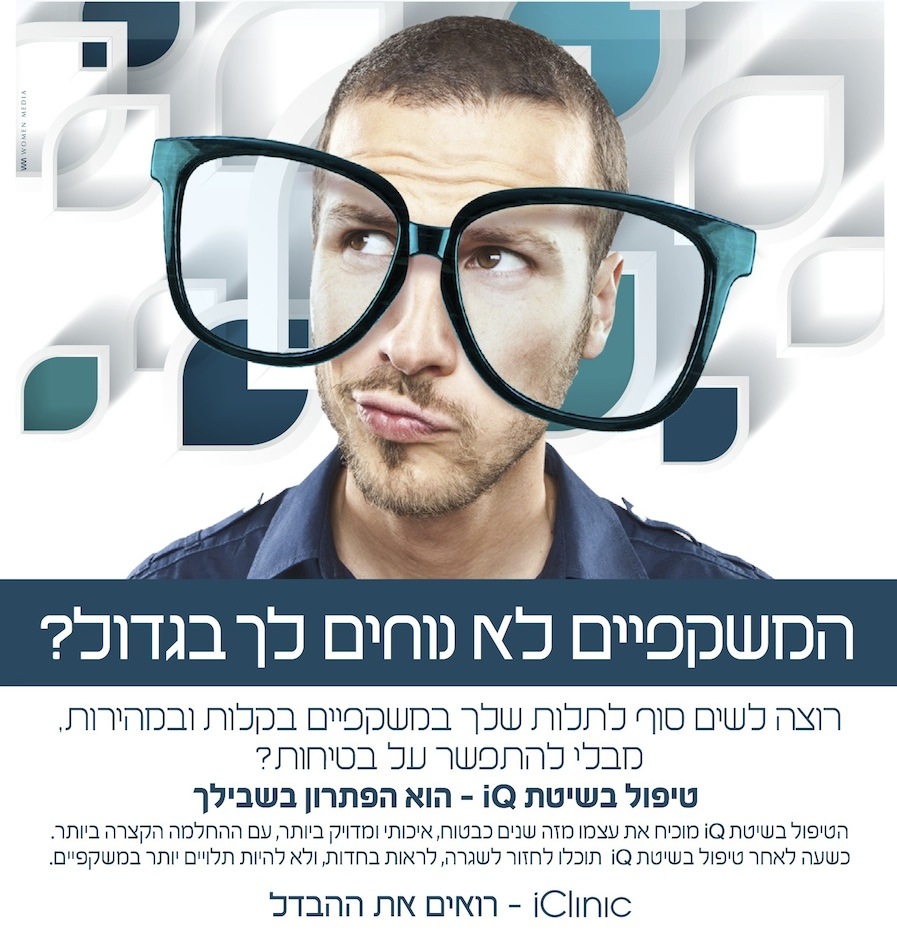 WOMEN MEDIA
המשקפיים לא נוחים לך בגדול?
רוצה לשים סוף לתלות שלך במשקפיים בקלות ובמהירות,
מבלי להתפשר על בטיחות?
טיפול בשיטת iQ - הוא הפתרון בשבילך
הטיפול בשיטת iQ מוכיח את עצמו מזה שנים כבטוח, איכותי ומדויק ביותר, עם ההחלמה הקצרה ביותר.
כשעה לאחר טיפול בשיטת iQ תוכלו לחזור לשגרה, לראות בחדות, ולא להיות תלויים יותר במשקפיים.
iClinic - רואים את ההבדל